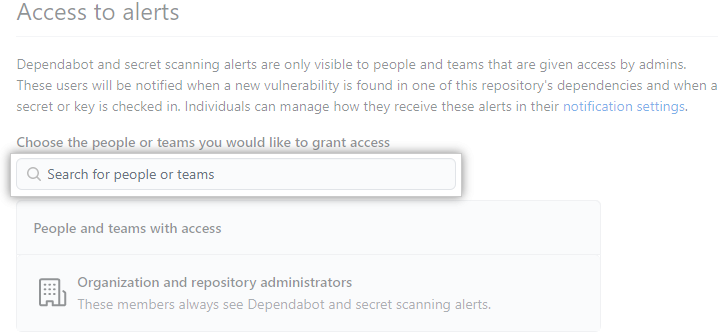 Access to alerts
Dependabot and secret scanning alerts are only visible to people and teams that are given access by admins.
These users will be notified when a new vulnerability is found in one of this repository's dependencies and when a
secret or key is checked in. Individuals can manage how they receive these alerts in their notification settings.
Choose the people or teams you would like to grant access
Search for people or teams
People and teams with access
Organization and repository administrators
These members always see Dependabot and secret scanning alerts.